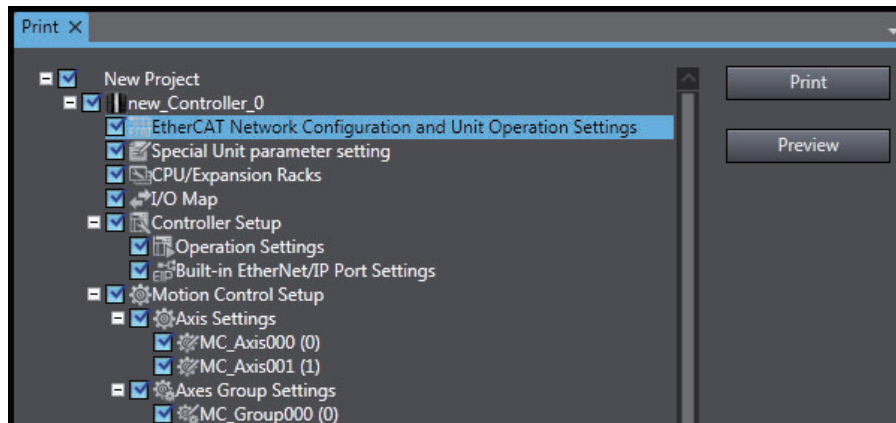 Print
New Project
Print
new_Controller_0
EtherCAT Network Configuration and Unit Operation Settings
Special Unit parameter setting
Preview
CPU/Expansion Racks
I/O Map
Controller Setup
Operation Settings
Built-in EtherNet/IP Port Settings
Motion Control Setup
Axis Settings
MC_Axis000 (0)
MC_Axis001 (1)
Axes Group Settings
MC_Group000 (0)